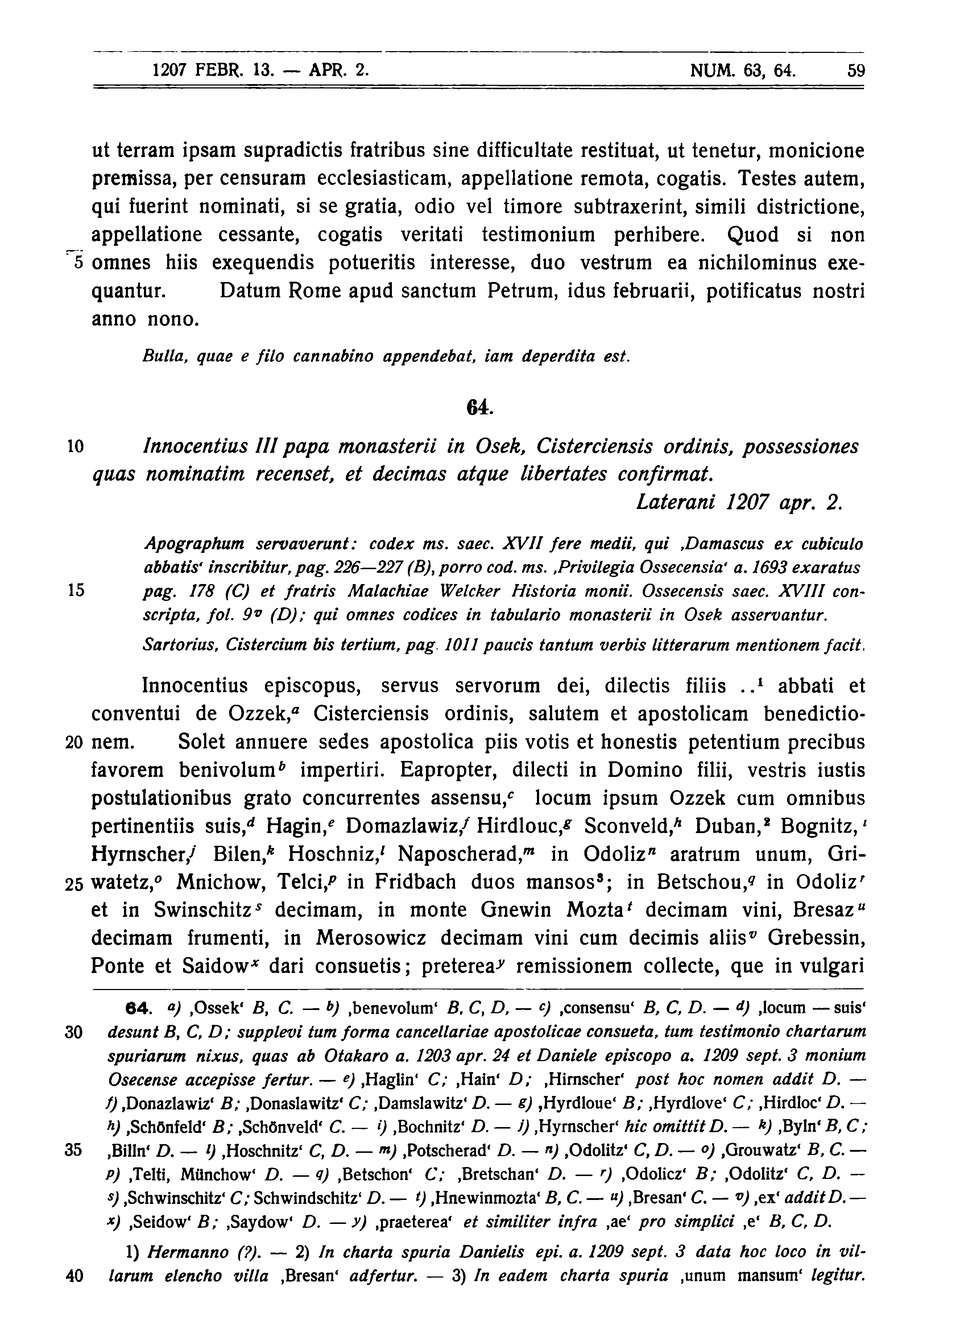 1207 FEBR. 13. — APR. 2. NUM. 63, 64. 59
ut terram ipsam supradictis fratribus sine difficultate restituat, ut tenetur, monicione
premissa, per censuram ecclesiasticam, appellatione remota, cogatis. Testes autem,
qui fuerint nominati, si se gratia, odio vel timore subtraxerint, simili districtione,
appellatione cessante, cogatis veritati testimonium perhibere. Quod si non
5 omnes hiis exequendis potueritis interesse, duo vestrum ea nichilominus exe-
quantur. Datum Rome apud sanctum Petrum, idus februarii, potificatus nostri
anno nono.
Bulla, quae e filo cannabino appendebat, iam deperdita est.
64.
10 Innocentius III papa monasterii in Osek, Cisterciensis ordinis, possessiones
quas nominatim recenset, et decimas atque libertates confirmat.
Laterani 1207 apr. 2.
Apographum servaverunt: codex ms. saec. XVII fere medii, qui ‚Damascus ex cubiculo
abbatis‘ inscribitur, pag. 226—227 (B), porro cod. ms. ‚Privilegia Ossecensia‘ a. 1693 exaratus
15 pag. 178 (C) et fratris Malachiae Welcker Historia monii. Ossecensis saec. XVIII con-
scripta, fol. 9ᵛ (D); qui omnes codices in tabulario monasterii in Osek asservantur.
Sartorius, Cistercium bis tertium, pag. 1011 paucis tantum verbis litterarum mentionem facit.
Innocentius episcopus, servus servorum dei, dilectis filiis ..¹ abbati et
conventui de Ozzek,ᵃ Cisterciensis ordinis, salutem et apostolicam benedictio-
20 nem. Solet annuere sedes apostolica piis votis et honestis petentium precibus
favorem benivolumᵇ impertiri. Eapropter, dilecti in Domino filii, vestris iustis
postulationibus grato concurrentes assensu,ᶜ locum ipsum Ozzek cum omnibus
pertinentiis suis,ᵈ Hagin,ᵉ Domazlawiz,ᶠ Hirdlouc,ᵍ Sconveld,ʰ Duban,² Bognitz,ⁱ
Hyrnscher,ʲ Bilen,ᵏ Hoschniz,ˡ Naposcherad,ᵐ in Odolizⁿ aratrum unum, Gri-
25 watetz,ᵒ Mnichow, Telci,ᵖ in Fridbach duos mansos³; in Betschou,q in Odolizʳ
et in Swinschitzˢ decimam, in monte Gnewin Moztaᵗ decimam vini, Bresazᵘ
decimam frumenti, in Merosowicz decimam vini cum decimis aliisᵛ Grebessin,
Ponte et Saidowˣ dari consuetis; pretereaʸ remissionem collecte, que in vulgari
64. a) ‚Ossek‘ B, C. — b) ‚benevolum‘ B, C, D, — c) ‚consensu‘ B, C, D. — d) ‚locum — suis‘
30 desunt B, C, D; supplevi tum forma cancellariae apostolicae consueta, tum testimonio chartarum
spuriarum nixus, quas ab Otakaro a. 1203 apr. 24 et Daniele episcopo a. 1209 sept. 3 monium
Osecense accepisse fertur. — e) ‚Haglin‘ C; ‚Hain‘ D; ‚Hirnscher‘ post hoc nomen addit D. —
f) ‚Donazlawiz‘ B; ‚Donaslawitz‘ C; ‚Damslawitz‘ D. — g) ‚Hyrdloue‘ B; ‚Hyrdlove‘ C; ‚Hirdloc‘ D. —
h) ‚Schönfeld‘ B; ‚Schönveld‘ C. — i) ‚Bochnitz‘ D. — j) ‚Hyrnscher‘ hic omittit D. — k) ‚Byln‘ B, C;
35 ‚Billn‘ D. — l) ‚Hoschnitz‘ C, D. — m) ‚Potscherad‘ D. — n) ‚Odolitz‘ C, D. — o) ‚Grouwatz‘ B, C. —
p) ‚Telti, Münchow‘ D. — q) ‚Betschon‘ C; ‚Bretschan‘ D. — r) ‚Odolicz‘ B; ‚Odolitz‘ C, D. —
s) ‚Schwinschitz‘ C; Schwindschitz‘ D. — t) ‚Hnewinmozta‘ B, C. — u) ‚Bresan‘ C. — v) ‚ex‘ addit D. —
x) ‚Seidow‘ B; ‚Saydow‘ D. — y) ‚praeterea‘ et similiter infra ‚ae‘ pro simplici ‚e‘ B, C, D.
1) Hermanno (?). — 2) In charta spuria Danielis epi. a. 1209 sept. 3 data hoc loco in vil-
40 larum elencho villa ‚Bresan‘ adfertur. — 3) In eadem charta spuria ‚unum mansum‘ legitur.